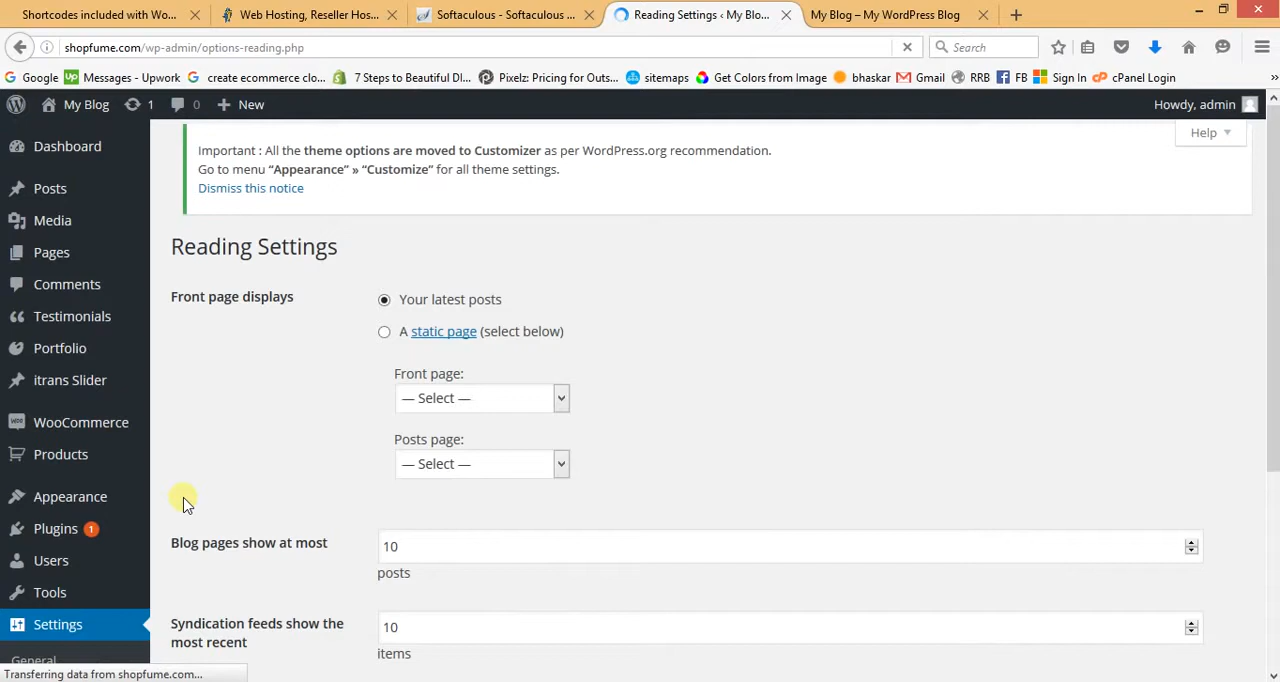 Shortcodes included with Wo...
Web Hosting, Reseller Hos...
Softaculous - Softaculous ...
Reading Settings ‹ My Blo...
My Blog – My WordPress Blog
shopfume.com/wp-admin/options-reading.php
Search
Google
Messages - Upwork
create ecommerce clo...
7 Steps to Beautiful DI...
Pixelz: Pricing for Outs...
sitemaps
Get Colors from Image
bhaskar
Gmail
RRB
FB
Sign In
cPanel Login
My Blog
1
0
New
Howdy, admin
Help
Important : All the theme options are moved to Customizer as per WordPress.org recommendation.
Go to menu “Appearance” » “Customize” for all theme settings.
Dismiss this notice
Dashboard
Posts
Media
Pages
Comments
Testimonials
Portfolio
itrans Slider
WooCommerce
Products
Appearance
Plugins 1
Users
Tools
Settings
General
Reading Settings
Front page displays
Your latest posts
A static page (select below)
Front page:
— Select —
Posts page:
— Select —
Blog pages show at most
10
posts
Syndication feeds show the
most recent
10
items
Transferring data from shopfume.com...